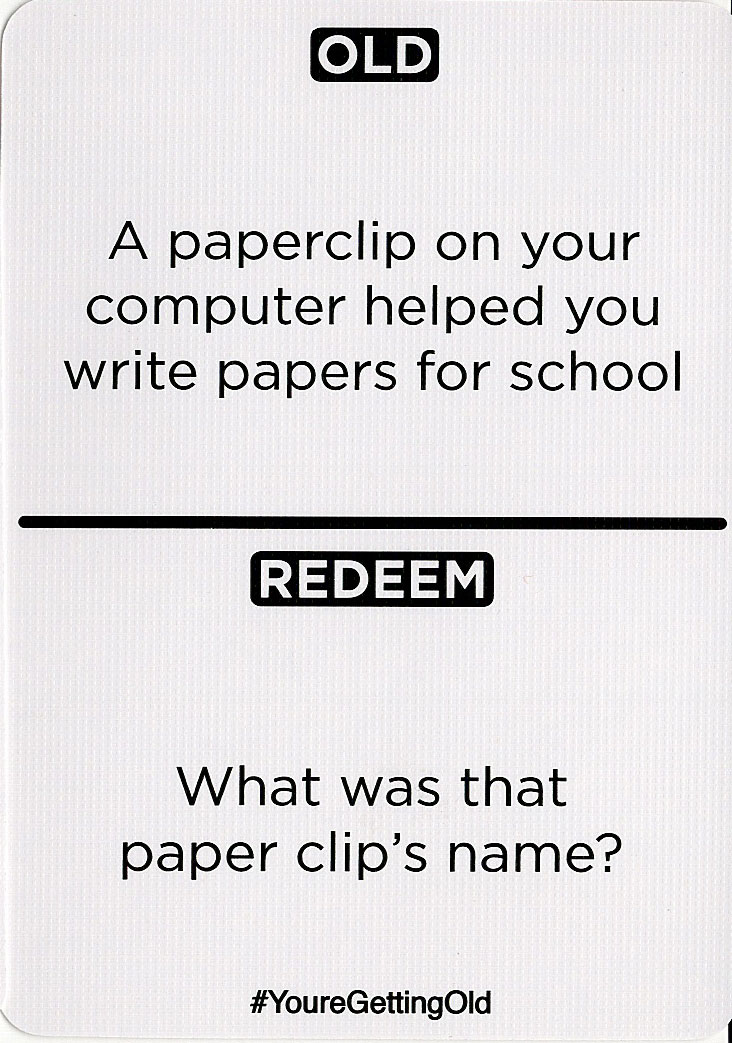 OLD
A paperclip on your
computer helped you
write papers for school
REDEEM
What was that
paper clip's name?
#YoureGettingOld